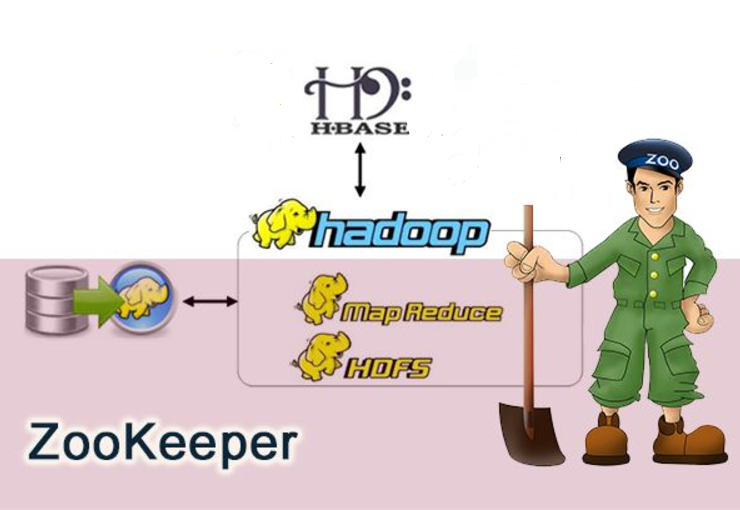 H
H·BASE
ZOO
hadoop
Map Reduce
HDFS
ZooKeeper